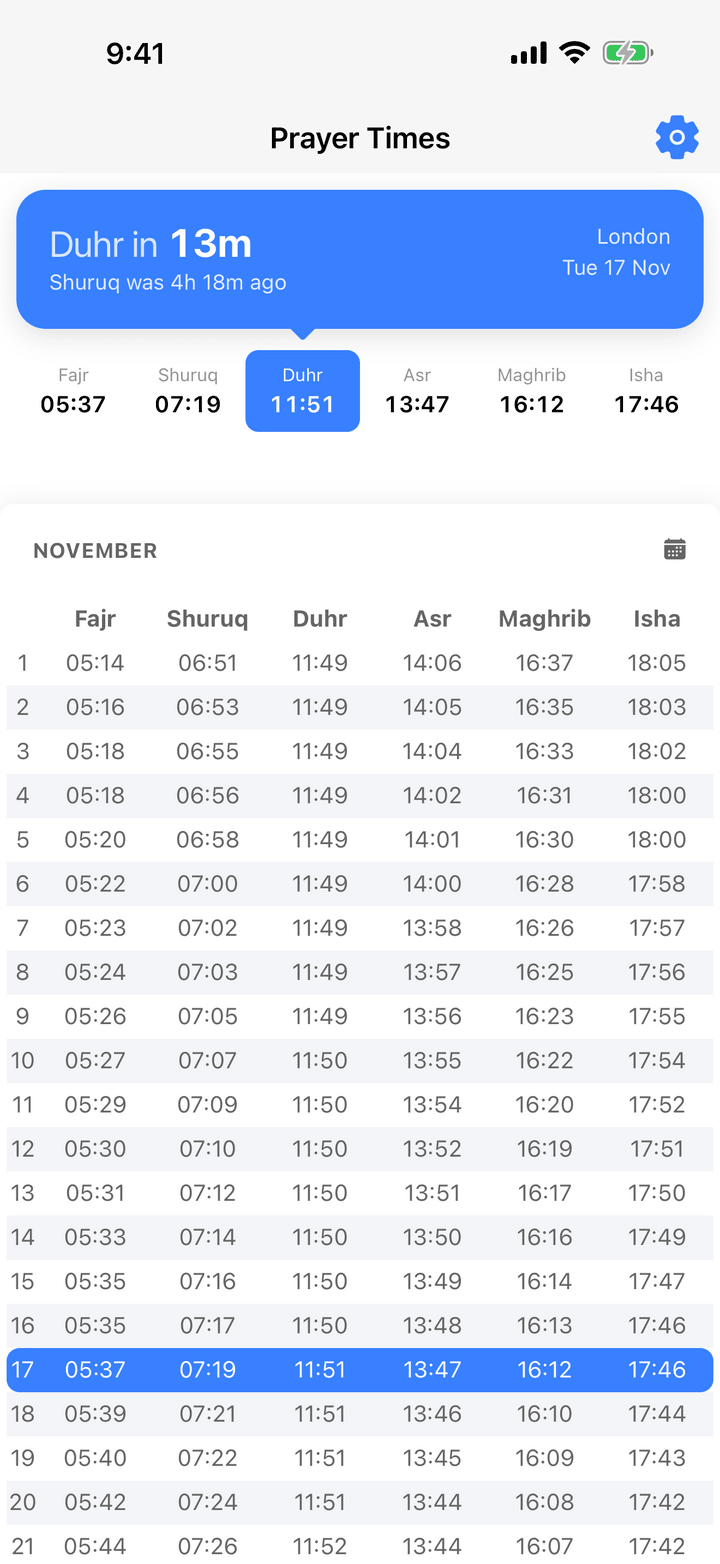 9:41
Prayer Times
Duhr in 13m London
Shuruq was 4h 18m ago Tue 17 Nov
Fajr Shuruq Duhr Asr Maghrib Isha
05:37 07:19 11:51 13:47 16:12 17:46
NOVEMBER
Fajr Shuruq Duhr Asr Maghrib Isha
1 05:14 06:51 11:49 14:06 16:37 18:05
2 05:16 06:53 11:49 14:05 16:35 18:03
3 05:18 06:55 11:49 14:04 16:33 18:02
4 05:18 06:56 11:49 14:02 16:31 18:00
5 05:20 06:58 11:49 14:01 16:30 18:00
6 05:22 07:00 11:49 14:00 16:28 17:58
7 05:23 07:02 11:49 13:58 16:26 17:57
8 05:24 07:03 11:49 13:57 16:25 17:56
9 05:26 07:05 11:49 13:56 16:23 17:55
10 05:27 07:07 11:50 13:55 16:22 17:54
11 05:29 07:09 11:50 13:54 16:20 17:52
12 05:30 07:10 11:50 13:52 16:19 17:51
13 05:31 07:12 11:50 13:51 16:17 17:50
14 05:33 07:14 11:50 13:50 16:16 17:49
15 05:35 07:16 11:50 13:49 16:14 17:47
16 05:35 07:17 11:50 13:48 16:13 17:46
17 05:37 07:19 11:51 13:47 16:12 17:46
18 05:39 07:21 11:51 13:46 16:10 17:44
19 05:40 07:22 11:51 13:45 16:09 17:43
20 05:42 07:24 11:51 13:44 16:08 17:42
21 05:44 07:26 11:52 13:44 16:07 17:42